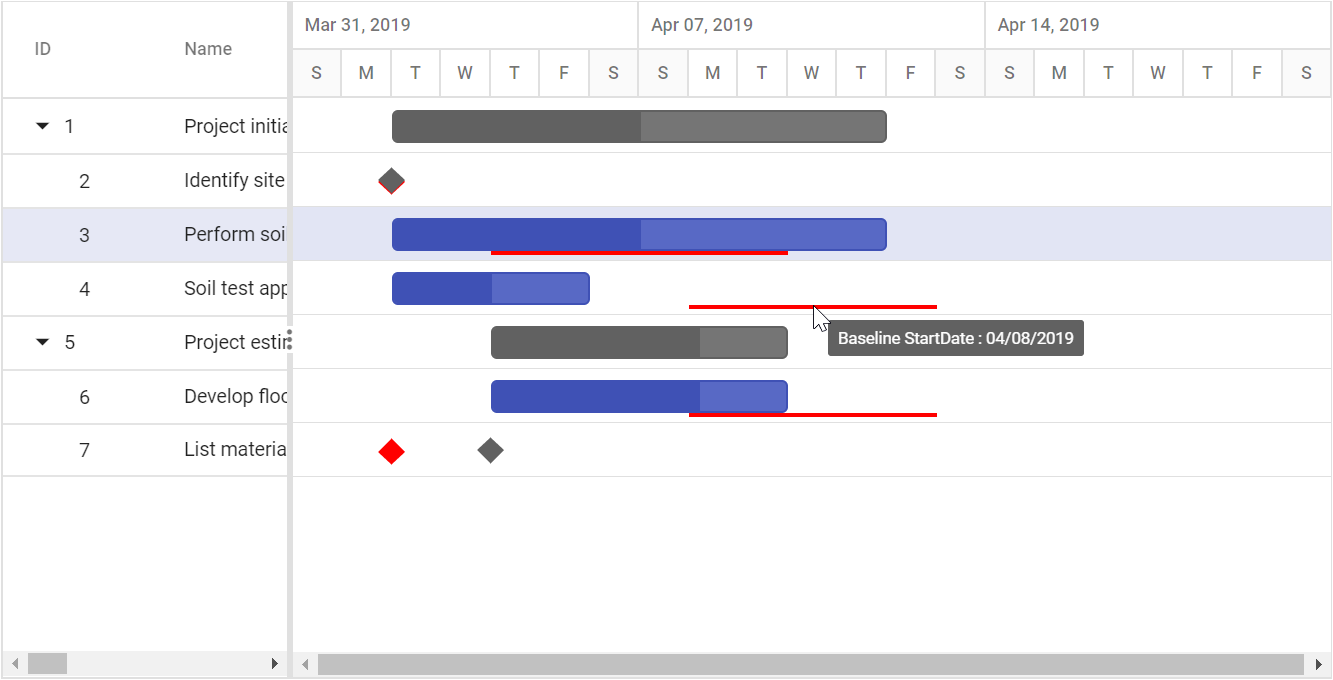 ID Name
Mar 31, 2019 Apr 07, 2019 Apr 14, 2019
S M T W T F S S M T W T F S S M T W T F S
1 Project initia
2 Identify site
3 Perform soi
4 Soil test app
5 Project estir
Baseline StartDate : 04/08/2019
6 Develop floo
7 List materia